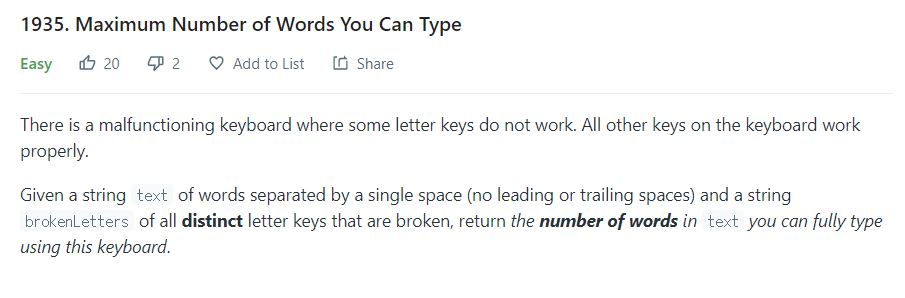 1935. Maximum Number of Words You Can Type
Easy 20 2 Add to List Share
There is a malfunctioning keyboard where some letter keys do not work. All other keys on the keyboard work
properly.
Given a string text of words separated by a single space (no leading or trailing spaces) and a string
brokenLetters of all distinct letter keys that are broken, return the number of words in text you can fully type
using this keyboard.